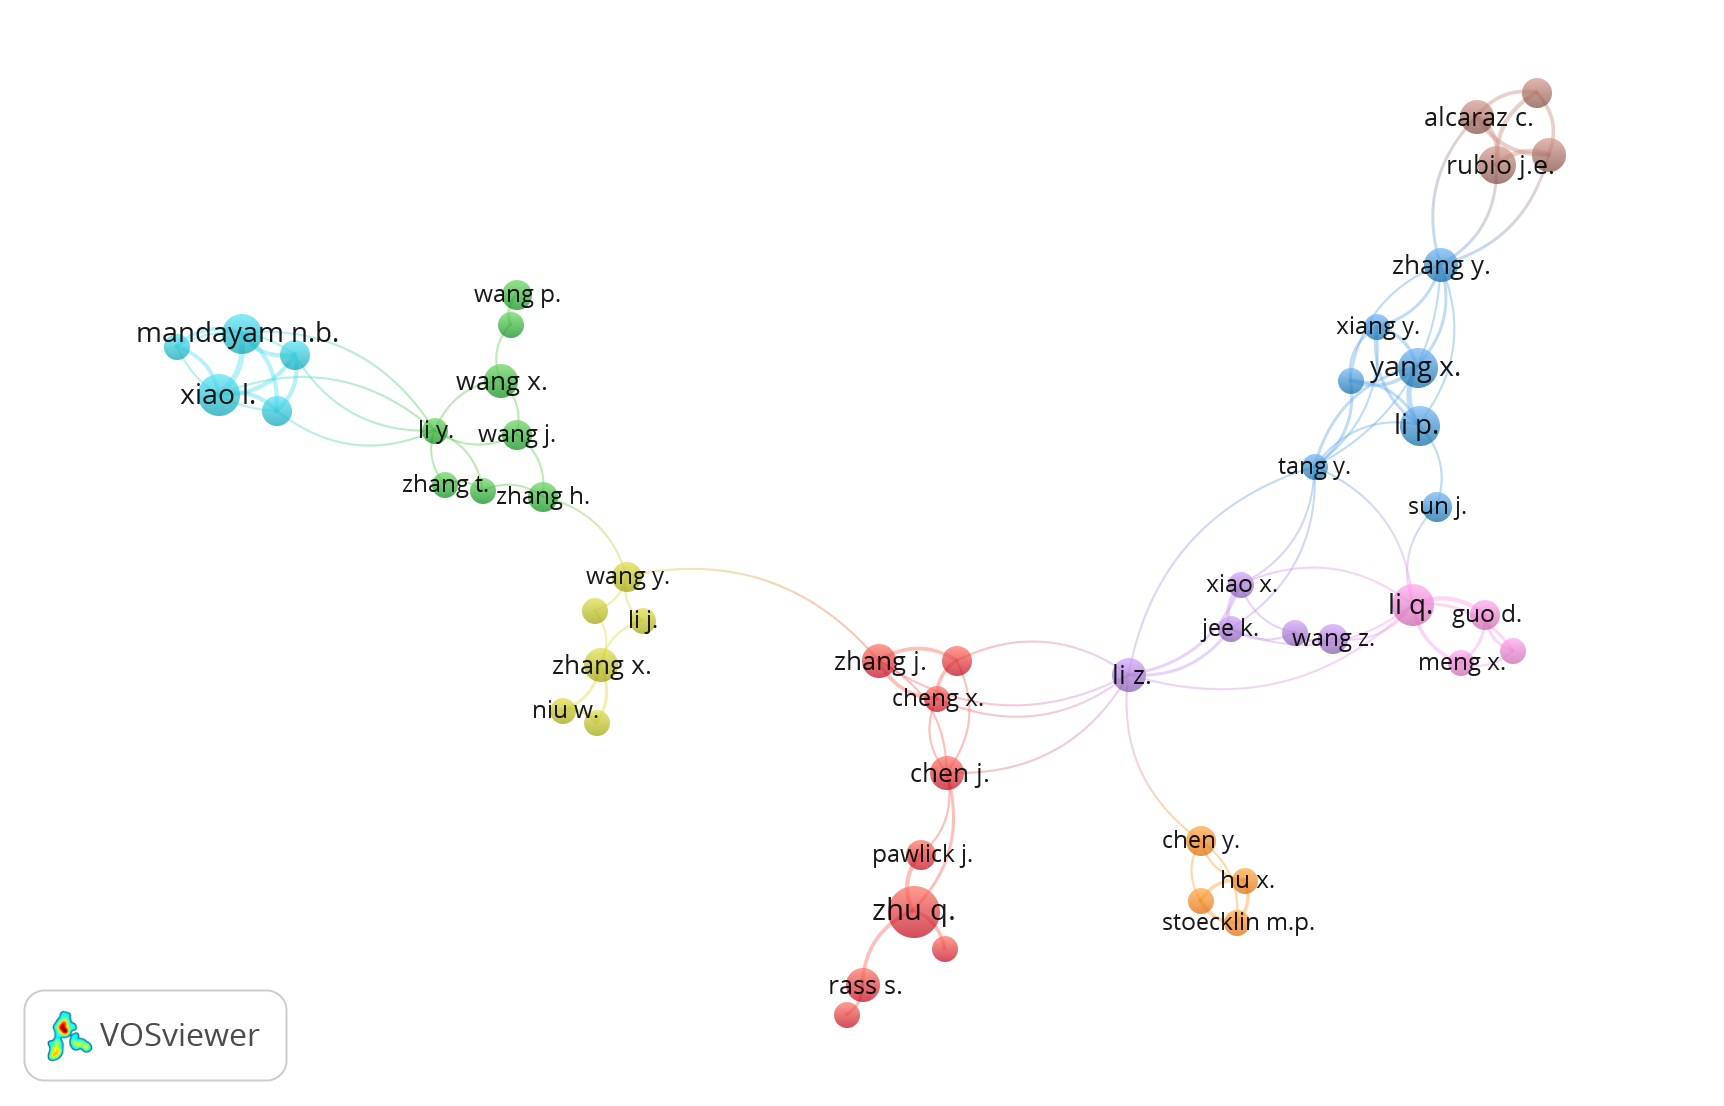 alcaraz c.
rubio j.e.
zhang y.
wang p.
xiang y.
mandayam n.b.
yang x.
wang x.
xiao l.
li p.
li y.
wang j.
tang y.
zhang t.
zhang h.
sun j.
wang y.
xiao x.
li q.
guo d.
li j.
jee k.
wang z.
zhang j.
meng x.
zhang x.
li z.
cheng x.
niu w.
chen j.
chen y.
pawlick j.
hu x.
zhu q.
stoecklin m.p.
rass s.
VOSviewer